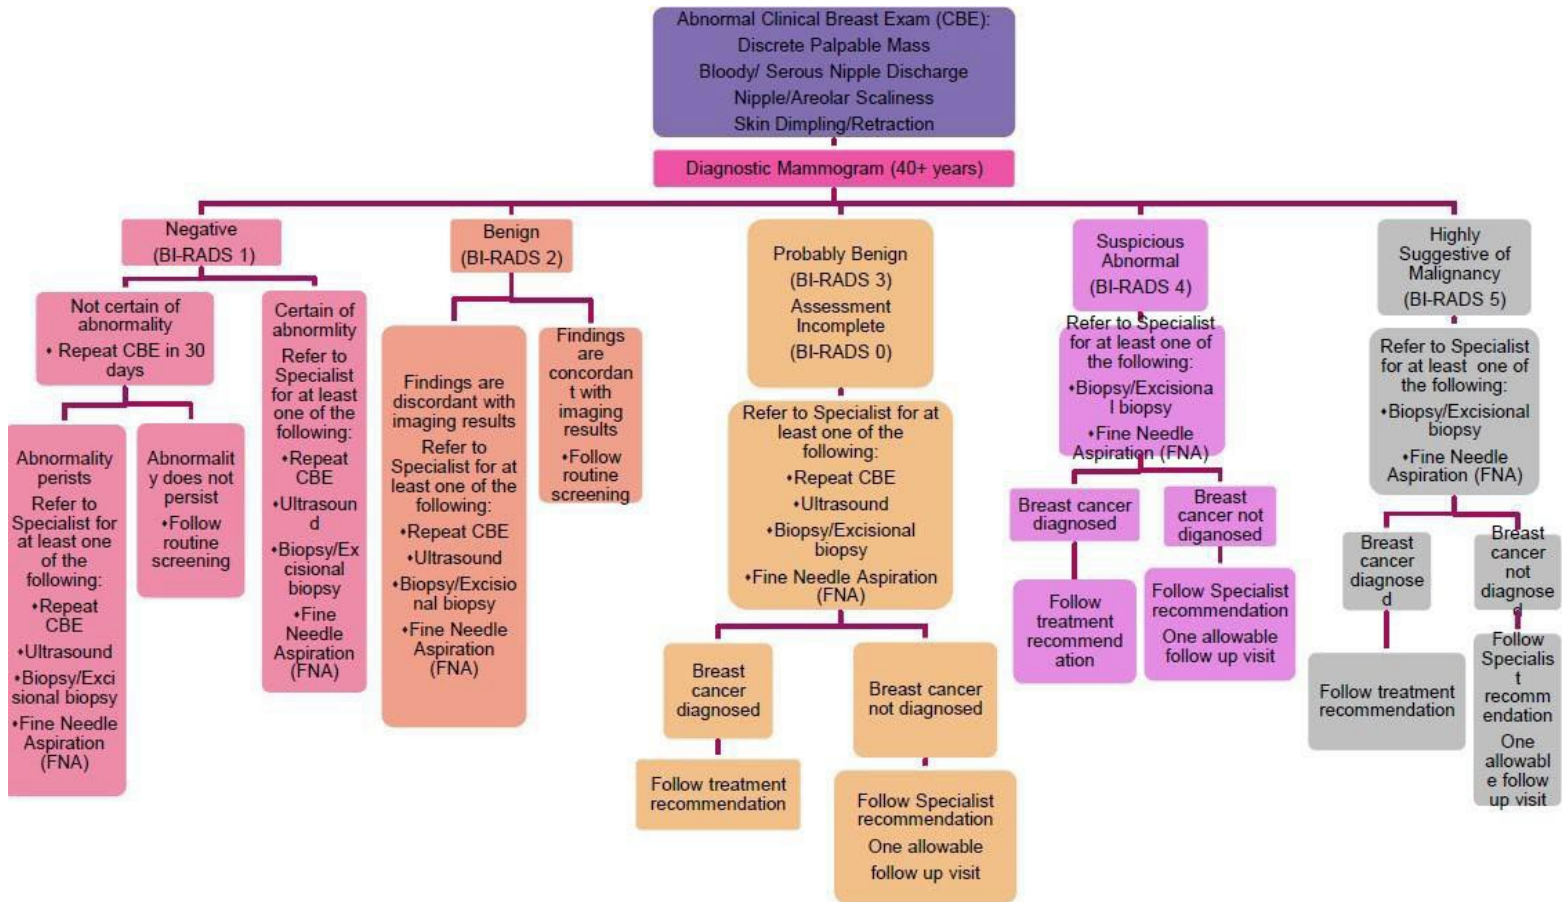 Abnormal Clinical Breast Exam (CBE):
Discrete Palpable Mass
Bloody/ Serous Nipple Discharge
Nipple/Areolar Scaliness
Skin Dimpling/Retraction
Diagnostic Mammogram (40+ years)
Negative
(BI-RADS 1)
Not certain of
abnormality
♦ Repeat CBE in 30
days
Abnormality
perists
Refer to
Specialist for
at least one
of the
following:
♦Repeat
CBE
♦Ultrasound
♦Biopsy/Exci
sional biopsy
♦Fine Needle
Aspiration
(FNA)
Abnormalit
y does not
persist
♦Follow
routine
screening
Certain of
abnormlity
Refer to
Specialist
for at least
one of the
following:
♦Repeat
CBE
♦Ultrasoun
d
♦Biopsy/Ex
cisional
biopsy
♦Fine
Needle
Aspiration
(FNA)
Benign
(BI-RADS 2)
Findings are
discordant with
imaging results
Refer to
Specialist for at
least one of the
following:
♦Repeat CBE
♦Ultrasound
♦Biopsy/Excisio
nal biopsy
♦Fine Needle
Aspiration
(FNA)
Findings
are
concordan
t with
imaging
results
♦Follow
routine
screening
Probably Benign
(BI-RADS 3)
Assessment
Incomplete
(BI-RADS 0)
Refer to Specialist for at
least one of the
following:
♦Repeat CBE
♦Ultrasound
♦Biopsy/Excisional
biopsy
♦Fine Needle Aspiration
(FNA)
Breast
cancer
diagnosed
Follow treatment
recommendation
Breast cancer
not diagnosed
Follow Specialist
recommendation
One allowable
follow up visit
Suspicious
Abnormal
(BI-RADS 4)
Refer to Specialist
for at least one of
the following:
♦Biopsy/Excisiona
l biopsy
♦Fine Needle
Aspiration (FNA)
Breast cancer
diagnosed
Follow
treatment
recommend
ation
Breast
cancer not
diganosed
Follow Specialist
recommendation
One allowable
follow up visit
Highly
Suggestive of
Malignancy
(BI-RADS 5)
Refer to Specialist
for at least  one of
the following:
♦Biopsy/Excisional
biopsy
♦Fine Needle
Aspiration (FNA)
Breast
cancer
diagnose
d
Follow treatment
recommendation
Breast
cancer
not
diagnose
d
Follow
Specialis
t
recomm
endation
One
allowabl
e follow
up visit